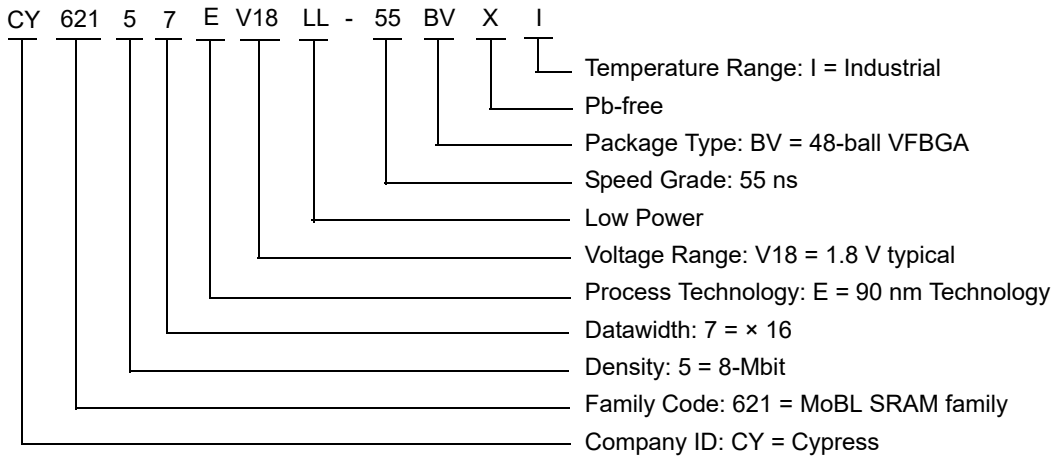 CY 621 5 7 E V18 LL - 55 BV X I
Temperature Range: I = Industrial
Pb-free
Package Type: BV = 48-ball VFBGA
Speed Grade: 55 ns
Low Power
Voltage Range: V18 = 1.8 V typical
Process Technology: E = 90 nm Technology
Datawidth: 7 = × 16
Density: 5 = 8-Mbit
Family Code: 621 = MoBL SRAM family
Company ID: CY = Cypress